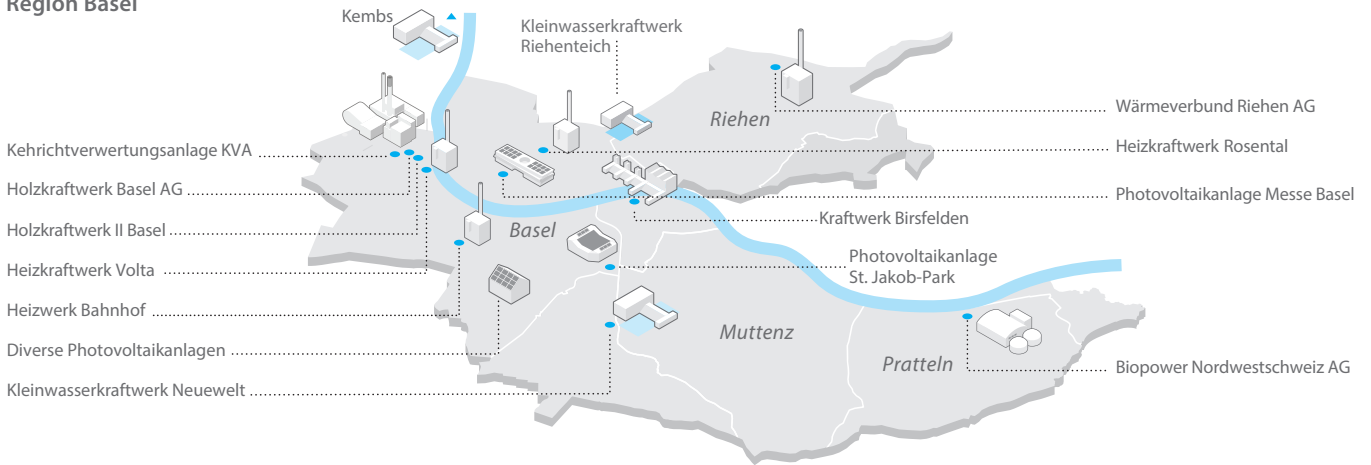 Region Basel
Kembs
Kleinwasserkraftwerk
Riehenteich
Riehen
Wärmeverbund Riehen AG
Heizkraftwerk Rosental
Photovoltaikanlage Messe Basel
Kraftwerk Birsfelden
Kehrichtverwertungsanlage KVA
Holzkraftwerk Basel AG
Holzkraftwerk II Basel
Heizkraftwerk Volta
Heizwerk Bahnhof
Diverse Photovoltaikanlagen
Kleinwasserkraftwerk Neuewelt
Basel
Photovoltaikanlage
St. Jakob-Park
Muttenz
Pratteln
Biopower Nordwestschweiz AG